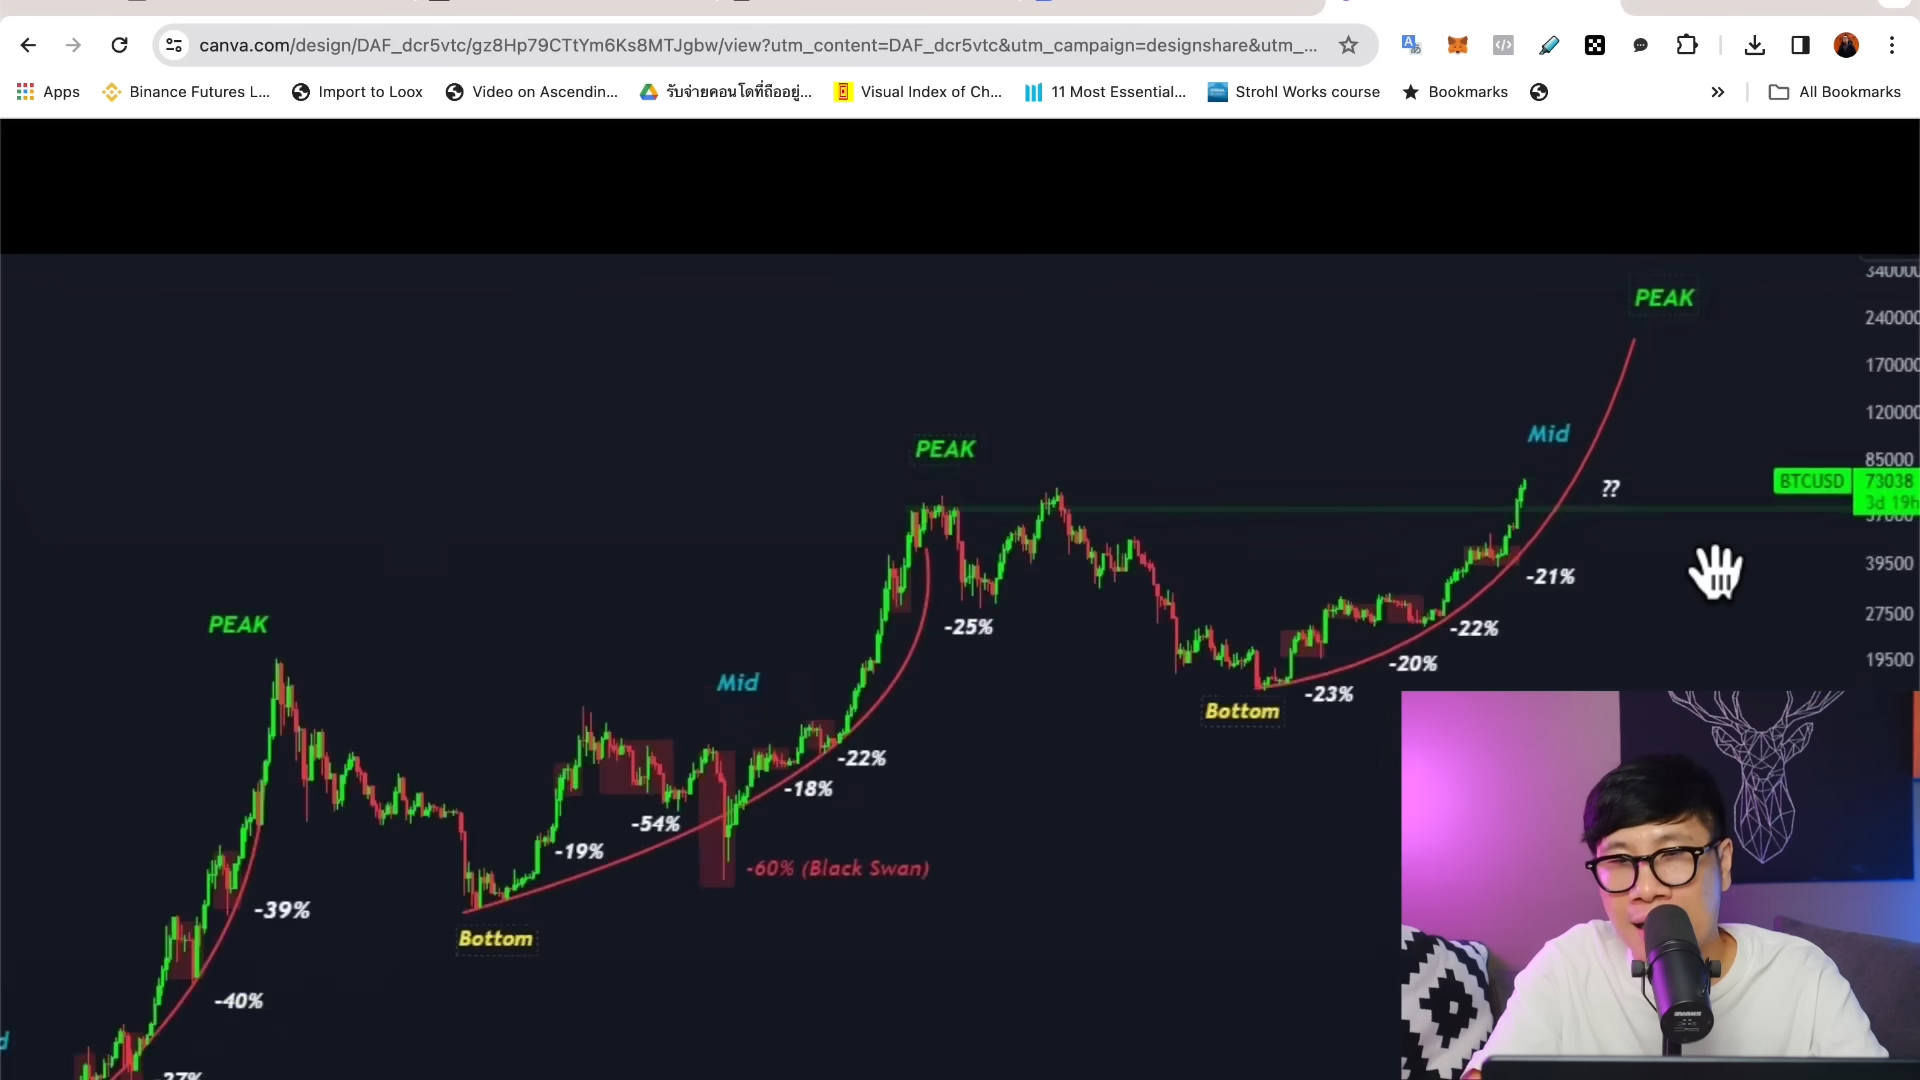 canva.com/design/DAF_dcr5vtc/gz8Hp79CTtYm6Ks8MTJgbw/view?utm_content=DAF_dcr5vtc&utm_campaign=designshare&utm_...
Apps
Binance Futures L...
Import to Loox
Video on Ascendin...
รับจ่ายคอนโดที่ถืออยู่...
Visual Index of Ch...
11 Most Essential...
Strohl Works course
Bookmarks
All Bookmarks
340000
PEAK
240000
170000
120000
Mid
PEAK
85000
BTCUSD 73038
3d 19h
??
39500
-21%
27500
-25%
-22%
PEAK
19500
-20%
Mid
-23%
Bottom
-22%
-18%
-54%
-19%
-60% (Black Swan)
-39%
Bottom
-40%